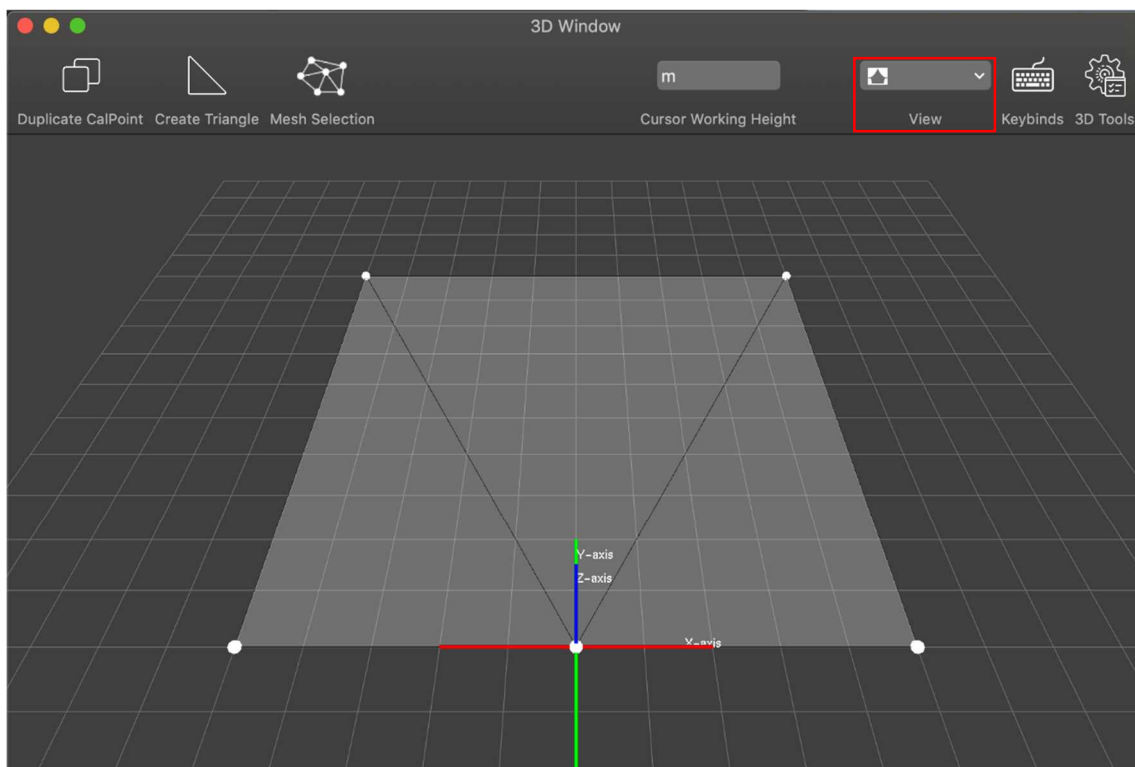 3D Window
m
Duplicate CalPoint Create Triangle Mesh Selection Cursor Working Height View Keybinds 3D Tools
Y-axis
Z-axis
X-axis